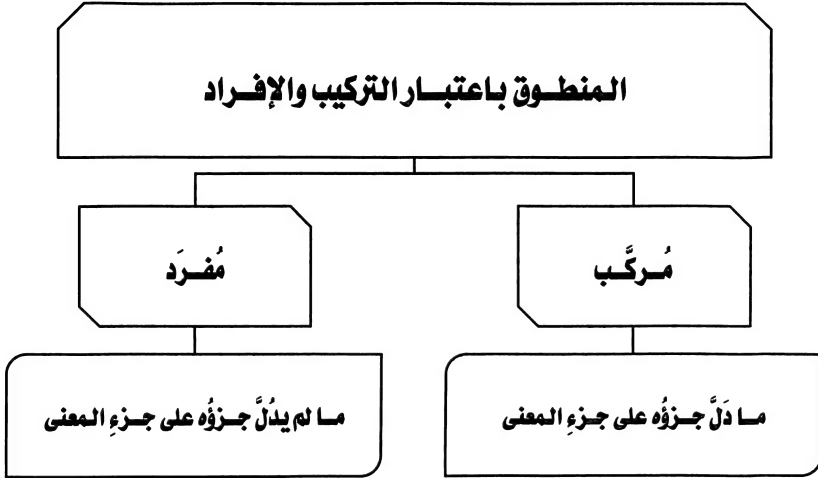 المنطوق باعتبار التركيب والإفراد
مُركَّب
مُفرَد
ما دَلَّ جزؤُه على جزءِ المعنى
ما لم يدُلَّ جزؤُه على جزءِ المعنى